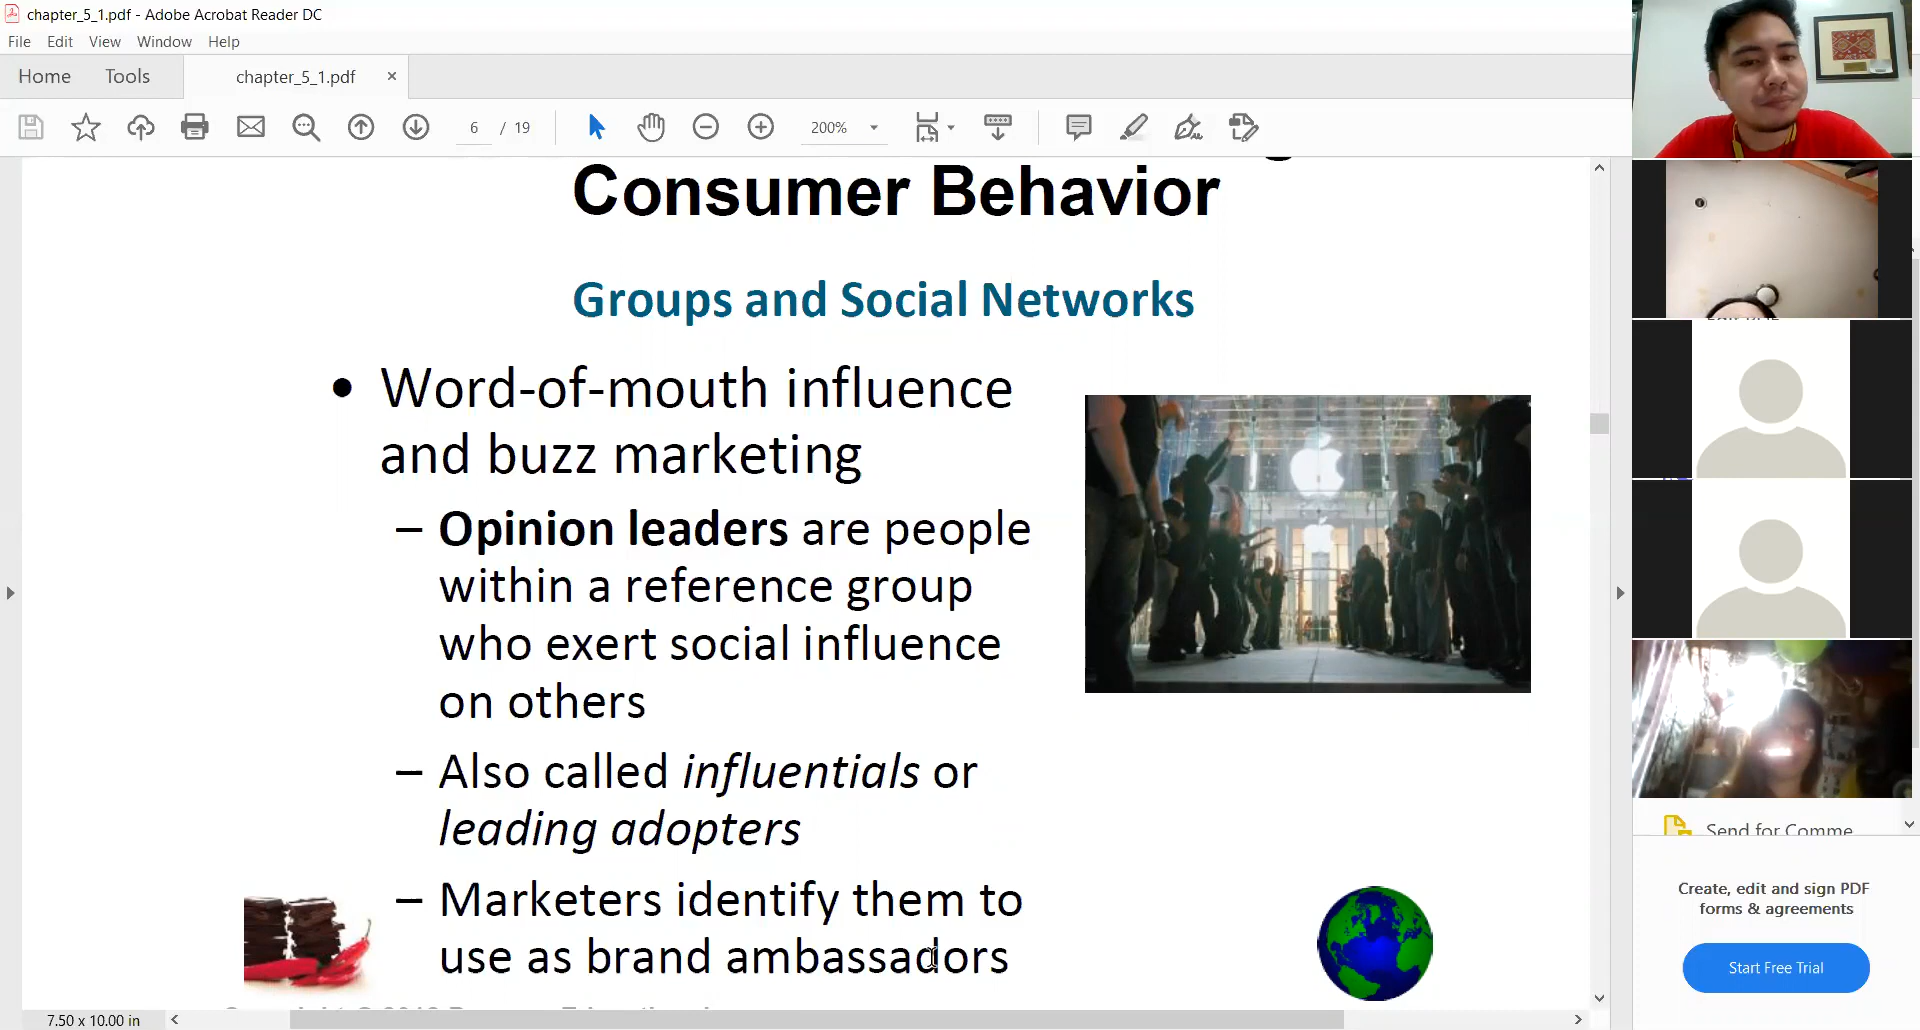 chapter_5_1.pdf - Adobe Acrobat Reader DC
File Edit View Window Help
Home Tools chapter_5_1.pdf ×
6 / 19 200%
Consumer Behavior
Groups and Social Networks
• Word-of-mouth influence
and buzz marketing
– Opinion leaders are people
within a reference group
who exert social influence
on others
– Also called influentials or
leading adopters
– Marketers identify them to
use as brand ambassadors
7.50 x 10.00 in
Send for Comme
Create, edit and sign PDF
forms & agreements
Start Free Trial